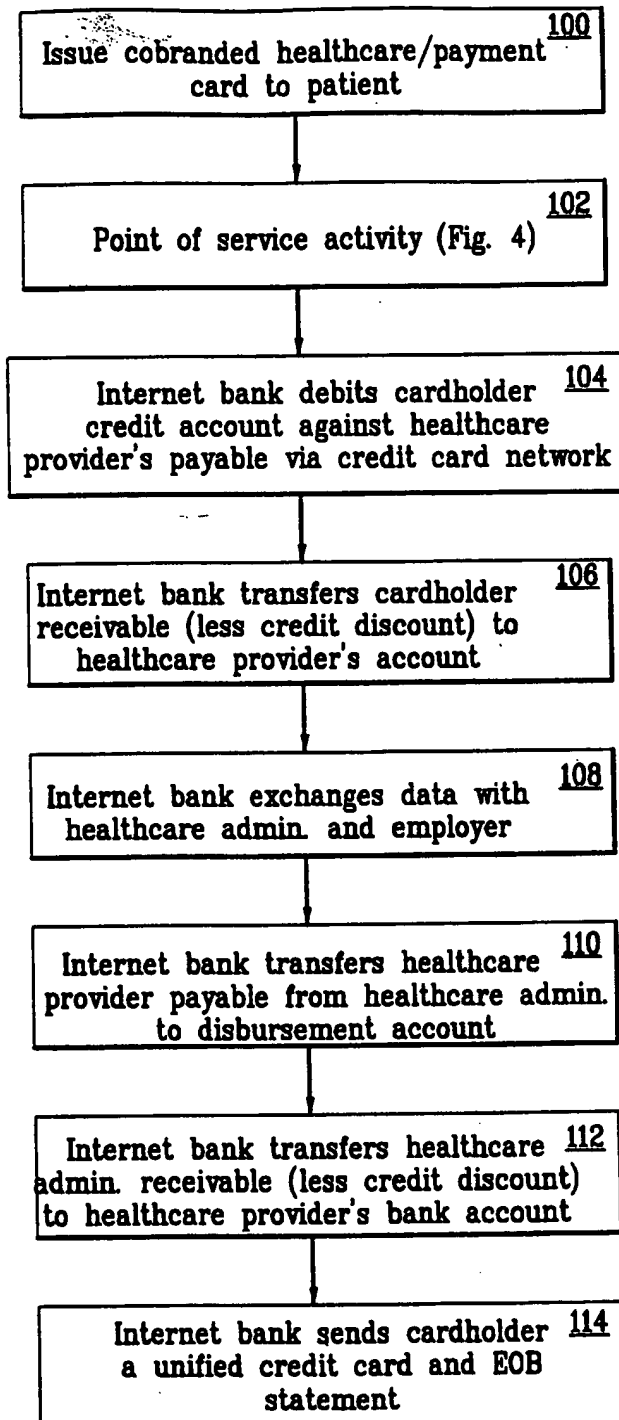 100
Issue cobranded healthcare/payment
card to patient
102
Point of service activity (Fig. 4)
104
Internet bank debits cardholder
credit account against healthcare
provider's payable via credit card network
106
Internet bank transfers cardholder
receivable (less credit discount) to
healthcare provider's account
108
Internet bank exchanges data with
healthcare admin. and employer
110
Internet bank transfers healthcare
provider payable from healthcare admin.
to disbursement account
112
Internet bank transfers healthcare
admin. receivable (less credit discount)
to healthcare provider's bank account
114
Internet bank sends cardholder
a unified credit card and EOB
statement